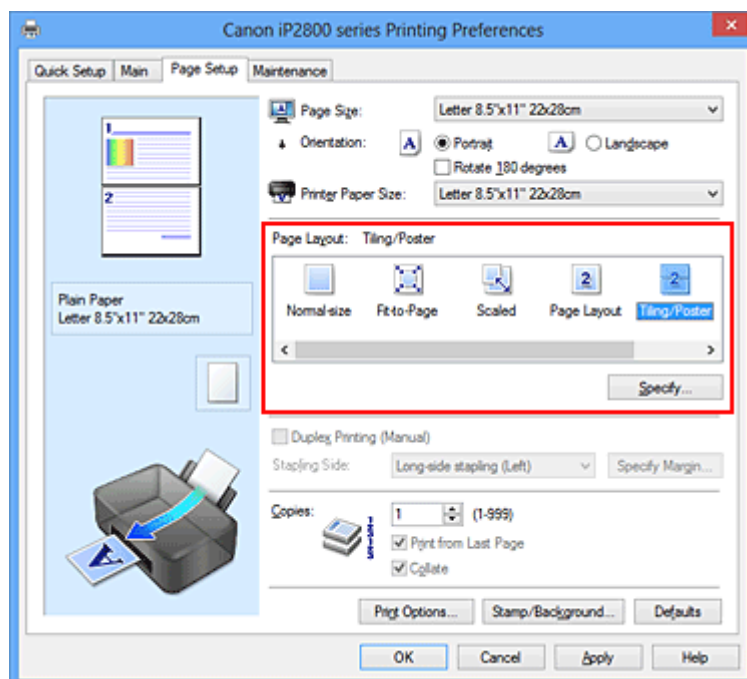 Canon iP2800 series Printing Preferences
Quick Setup Main Page Setup Maintenance
Page Size: Letter 8.5"x11" 22x28cm
Orientation: A Portrait A Landscape
Rotate 180 degrees
Printer Paper Size: Letter 8.5"x11" 22x28cm
1
2
Plain Paper
Letter 8.5"x11" 22x28cm
Page Layout: Tiling/Poster
2 2
Normal-size Fit-to-Page Scaled Page Layout Tiling/Poster
Specify...
Duplex Printing (Manual)
Stapling Side: Long-side stapling (Left) Specify Margin...
Copies: 1 (1-999)
Print from Last Page
Collate
A
Print Options... Stamp/Background... Defaults
OK Cancel Apply Help